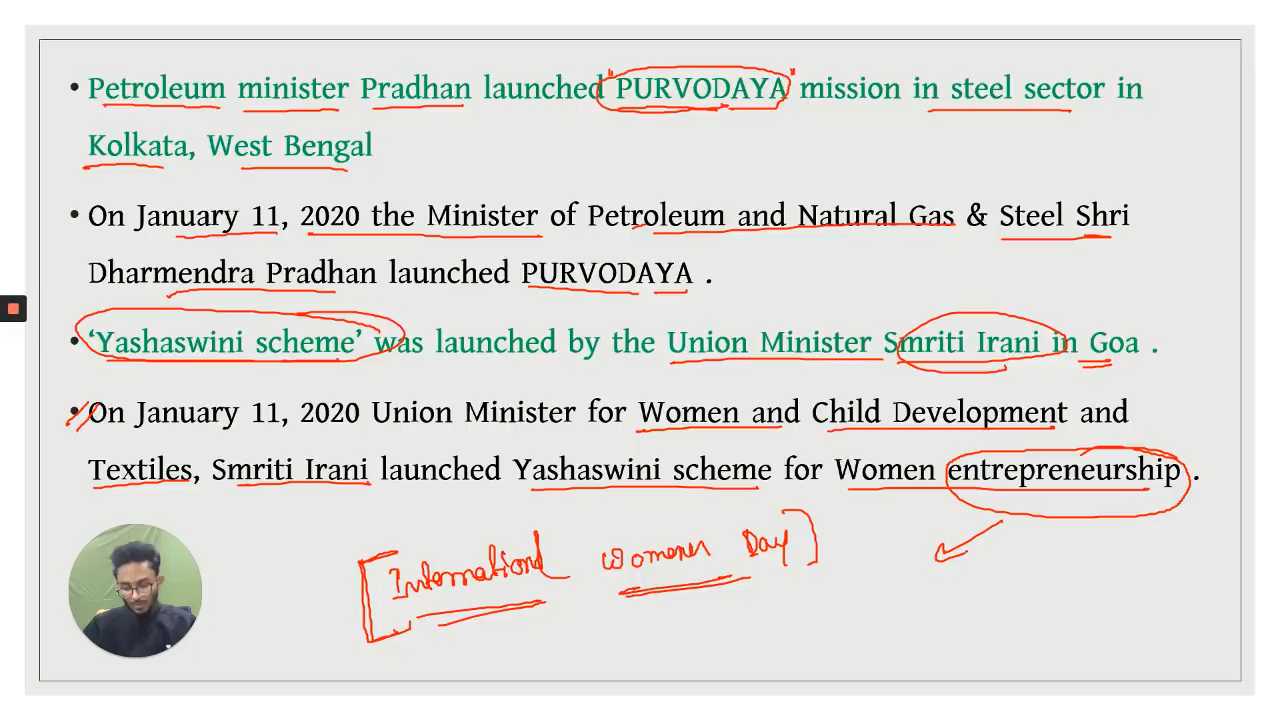 • Petroleum minister Pradhan launched "PURVODAYA" mission in steel sector in
Kolkata, West Bengal
• On January 11, 2020 the Minister of Petroleum and Natural Gas & Steel Shri
Dharmendra Pradhan launched PURVODAYA .
• ‘Yashaswini scheme’ was launched by the Union Minister Smriti Irani in Goa .
• On January 11, 2020 Union Minister for Women and Child Development and
Textiles, Smriti Irani launched Yashaswini scheme for Women entrepreneurship .
[International Day]